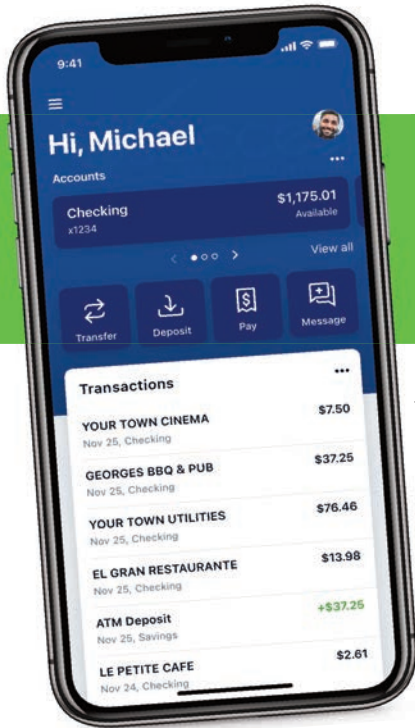 9:41
Hi, Michael
Accounts
Checking $1,175.01
x1234 Available
View all
Transfer Deposit Pay Message
Transactions
YOUR TOWN CINEMA $7.50
Nov 25, Checking
GEORGES BBQ & PUB $37.25
Nov 25, Checking
YOUR TOWN UTILITIES $76.46
Nov 25, Checking
EL GRAN RESTAURANTE $13.98
Nov 25, Checking
ATM Deposit +$37.25
Nov 25, Savings
LE PETITE CAFE $2.61
Nov 24, Checking